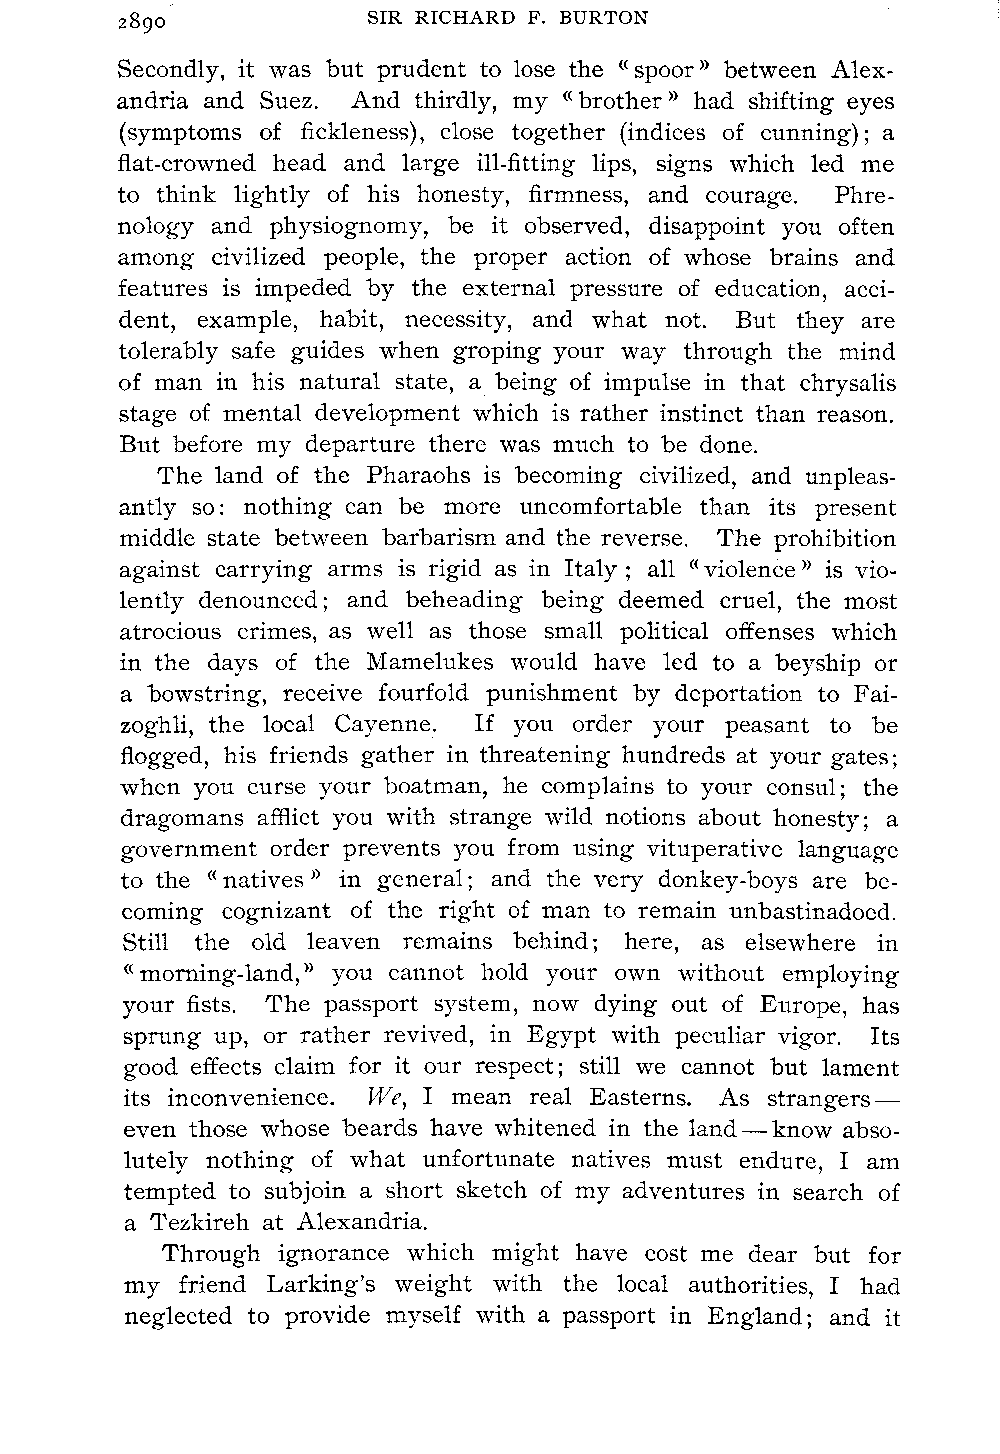 2890 SIR RICHARD F. BURTON
Secondly, it was but prudent to lose the «spoor» between Alex-
andria and Suez. And thirdly, my «brother» had shifting eyes
(symptoms of fickleness), close together (indices of cunning); a
flat-crowned head and large ill-fitting lips, signs which led me
to think lightly of his honesty, firmness, and courage. Phre-
nology and physiognomy, be it observed, disappoint you often
among civilized people, the proper action of whose brains and
features is impeded by the external pressure of education, acci-
dent, example, habit, necessity, and what not. But they are
tolerably safe guides when groping your way through the mind
of man in his natural state, a being of impulse in that chrysalis
stage of mental development which is rather instinct than reason.
But before my departure there was much to be done.
The land of the Pharaohs is becoming civilized, and unpleas-
antly so: nothing can be more uncomfortable than its present
middle state between barbarism and the reverse. The prohibition
against carrying arms is rigid as in Italy; all «violence» is vio-
lently denounced; and beheading being deemed cruel, the most
atrocious crimes, as well as those small political offenses which
in the days of the Mamelukes would have led to a beyship or
a bowstring, receive fourfold punishment by deportation to Fai-
zoghli, the local Cayenne. If you order your peasant to be
flogged, his friends gather in threatening hundreds at your gates;
when you curse your boatman, he complains to your consul; the
dragomans afflict you with strange wild notions about honesty; a
government order prevents you from using vituperative language
to the «natives» in general; and the very donkey-boys are be-
coming cognizant of the right of man to remain unbastinadoed.
Still the old leaven remains behind; here, as elsewhere in
«morning-land,» you cannot hold your own without employing
your fists. The passport system, now dying out of Europe, has
sprung up, or rather revived, in Egypt with peculiar vigor. Its
good effects claim for it our respect; still we cannot but lament
its inconvenience. We, I mean real Easterns. As strangers—
even those whose beards have whitened in the land—know abso-
lutely nothing of what unfortunate natives must endure, I am
tempted to subjoin a short sketch of my adventures in search of
a Tezkireh at Alexandria.
Through ignorance which might have cost me dear but for
my friend Larking's weight with the local authorities, I had
neglected to provide myself with a passport in England; and it